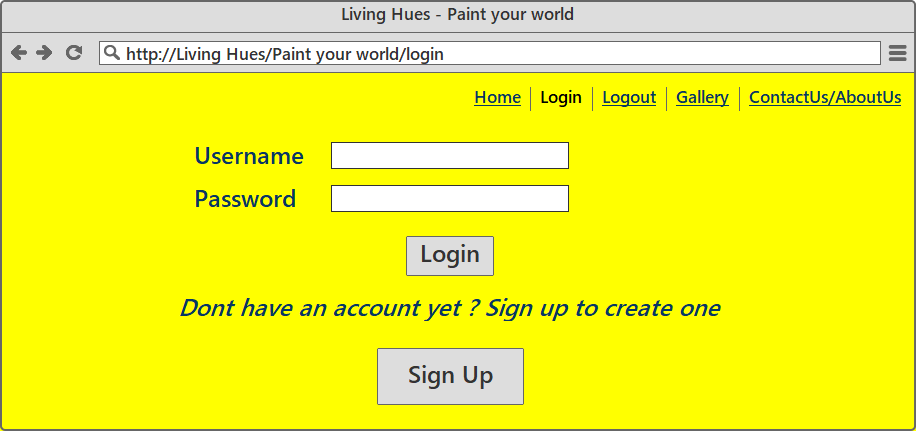 Living Hues - Paint your world
http://Living Hues/Paint your world/login
Home Login Logout Gallery ContactUs/AboutUs
Username
Password
Login
Dont have an account yet ? Sign up to create one
Sign Up